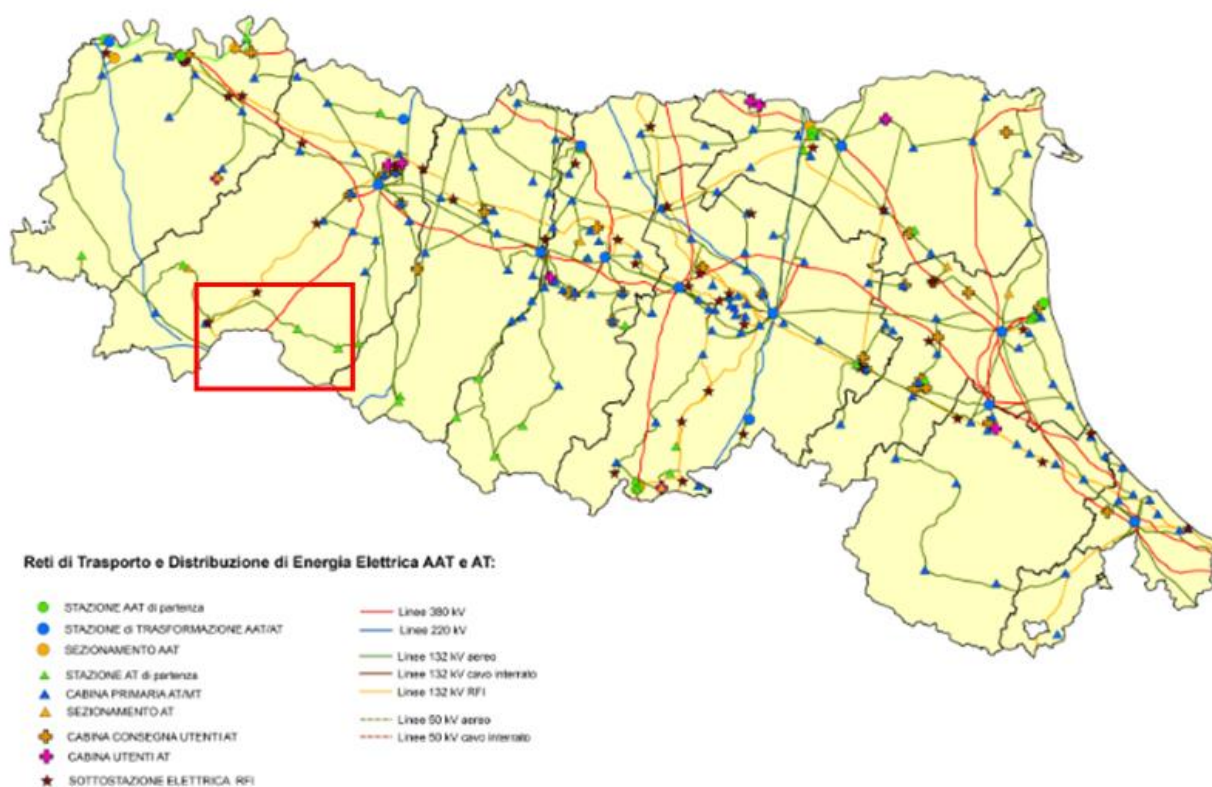 Reti di Trasporto e Distribuzione di Energia Elettrica AAT e AT:
STAZIONE AAT di partenza
STAZIONE di TRASFORMAZIONE AAT/AT
SEZIONAMENTO AAT
STAZIONE AT di partenza
CABINA PRIMARIA AT/MT
SEZIONAMENTO AT
CABINA CONSEGNA UTENTI AT
CABINA UTENTI AT
SOTTOSTAZIONE ELETTRICA RFI
Linee 380 kV
Linee 220 kV
Linee 132 kV aereo
Linee 132 kV cavo interrato
Linee 132 kV RFI
Linee 50 kV aereo
Linee 50 kV cavo interrato